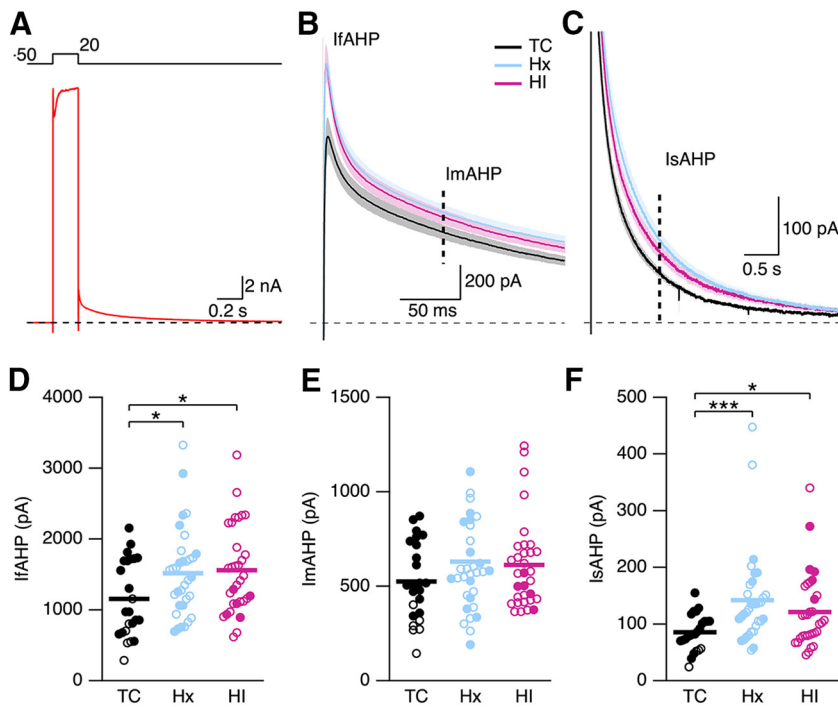 A
-50
20
2 nA
0.2 s
B
IfAHP
TC
Hx
HI
ImAHP
200 pA
50 ms
C
IsAHP
100 pA
0.5 s
D
4000
3000
2000
1000
0
IfAHP (pA)
*
*
TC Hx HI
E
1500
1000
500
0
ImAHP (pA)
TC Hx HI
F
500
400
300
200
100
0
IsAHP (pA)
*
***
TC Hx HI